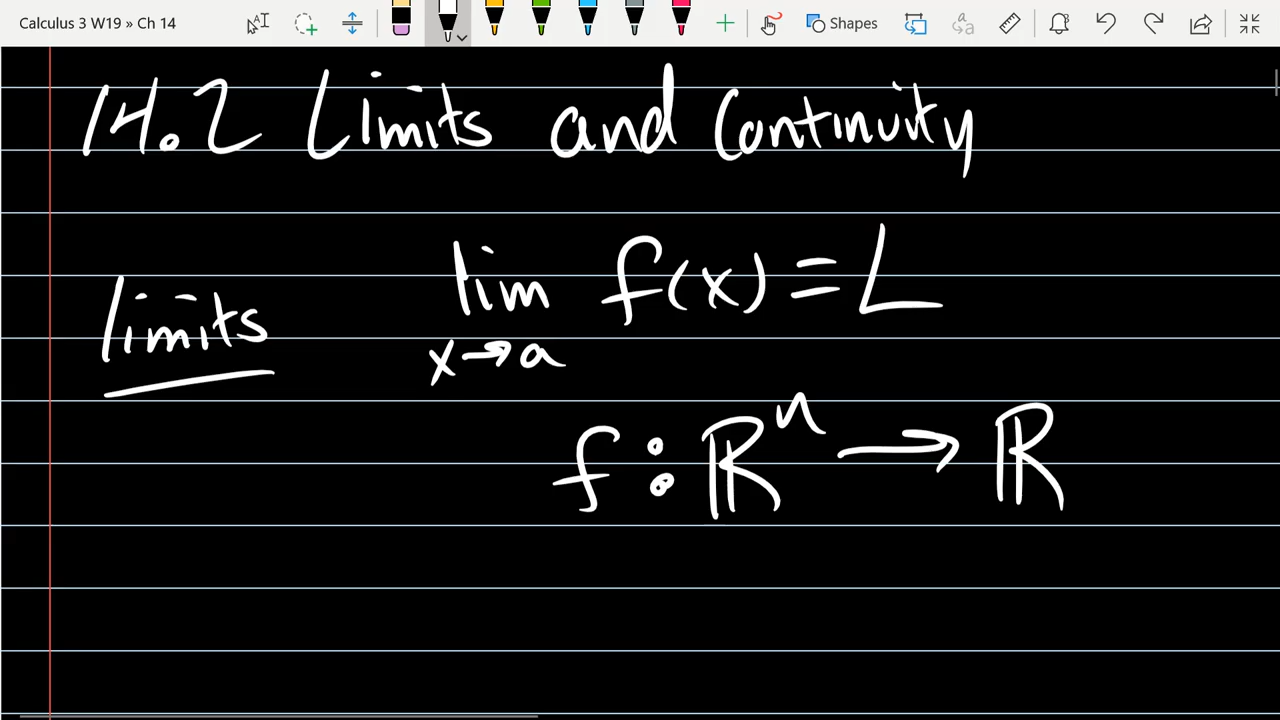 Calculus 3 W19 » Ch 14
Shapes
14.2 Limits and Continuity
limits
lim f(x) = L
x→a
f : ℝⁿ → ℝ